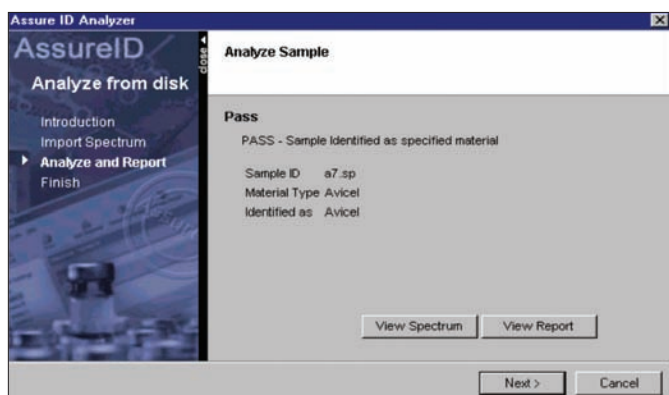 Assure ID Analyzer
AssureID
close
Analyze from disk
Introduction
Import Spectrum
Analyze and Report
Finish
Analyze Sample
Pass
PASS - Sample Identified as specified material
Sample ID a7.sp
Material Type Avicel
Identified as Avicel
View Spectrum View Report
Next > Cancel